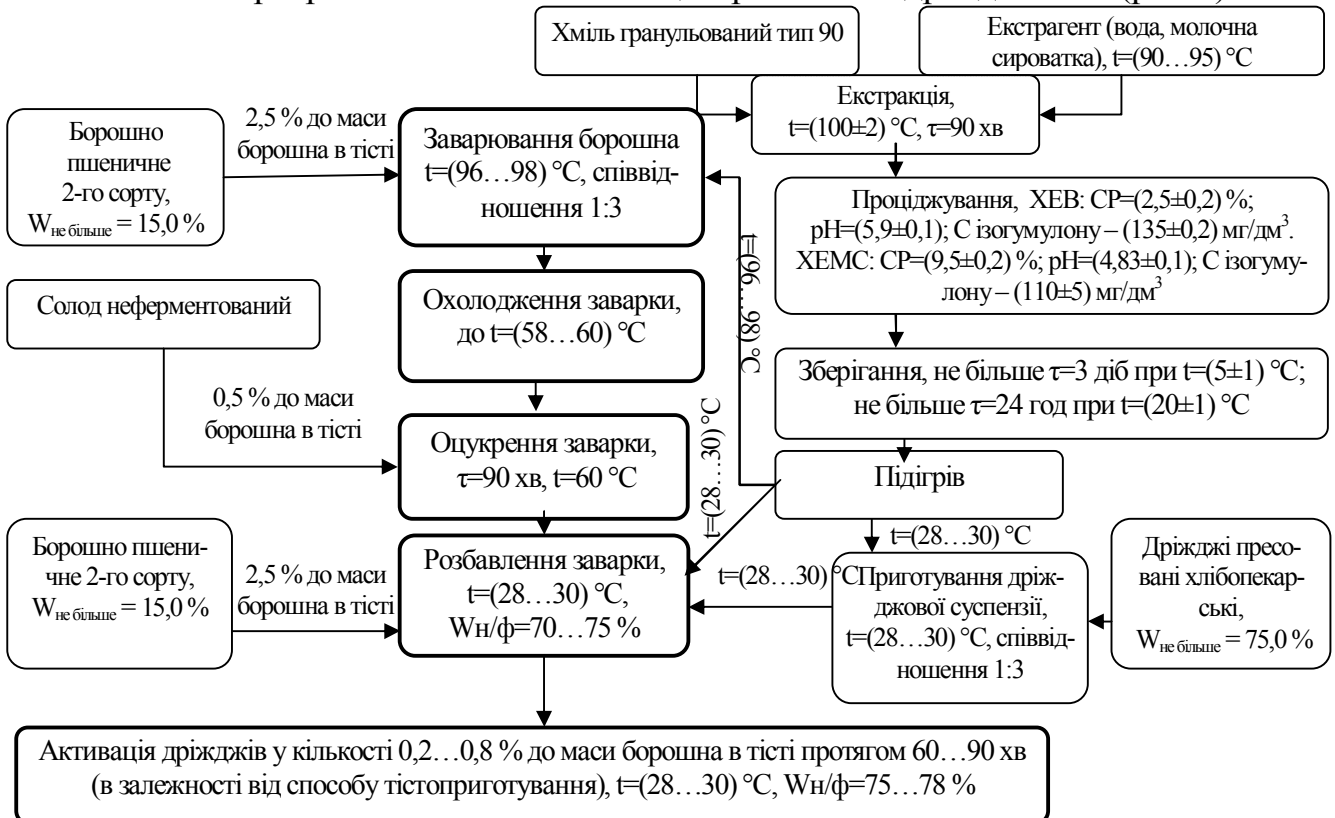 Хміль гранульований тип 90
Екстрагент (вода, молочна
сироватка), t=(90…95) °С
Екстракція,
t=(100±2) °С, τ=90 хв
Борошно
пшеничне
2-го сорту,
Wне більше = 15,0 %
2,5 % до маси
борошна в тісті
Заварювання борошна
t=(96…98) °С, співвід-
ношення 1:3
Проціджування, ХЕВ: СР=(2,5±0,2) %;
рН=(5,9±0,1); С ізогумулону – (135±0,2) мг/дм³.
ХЕМС: СР=(9,5±0,2) %; рН=(4,83±0,1); С ізогуму-
лону – (110±5) мг/дм³
t=(96…98) °С
Солод неферментований
Охолодження заварки,
до t=(58…60) °С
Зберігання, не більше τ=3 діб при t=(5±1) °С;
не більше τ=24 год при t=(20±1) °С
0,5 % до маси
борошна в тісті
Оцукрення заварки,
τ=90 хв, t=60 °С
t=(28…30) °С
Підігрів
t=(28…30) °С
Борошно пшени-
чне 2-го сорту,
Wне більше = 15,0 %
2,5 % до маси
борошна в тісті
Розбавлення заварки,
t=(28…30) °С,
Wн/ф=70…75 %
t=(28…30) °С
Приготування дріж-
джової суспензії,
t=(28…30) °С, співвід-
ношення 1:3
Дріжджі пресо-
вані хлібопекар-
ські,
Wне більше = 75,0 %
Активація дріжджів у кількості 0,2…0,8 % до маси борошна в тісті протягом 60…90 хв
(в залежності від способу тістоприготування), t=(28…30) °С, Wн/ф=75…78 %